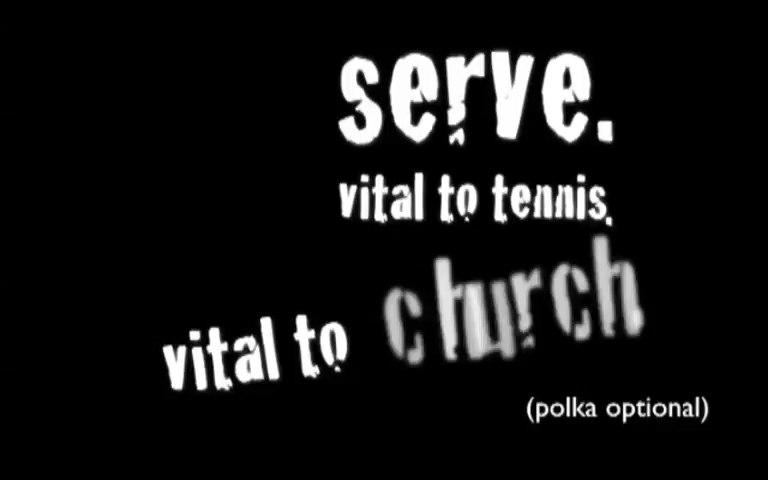 serve.
vital to tennis.
vital to church
(polka optional)